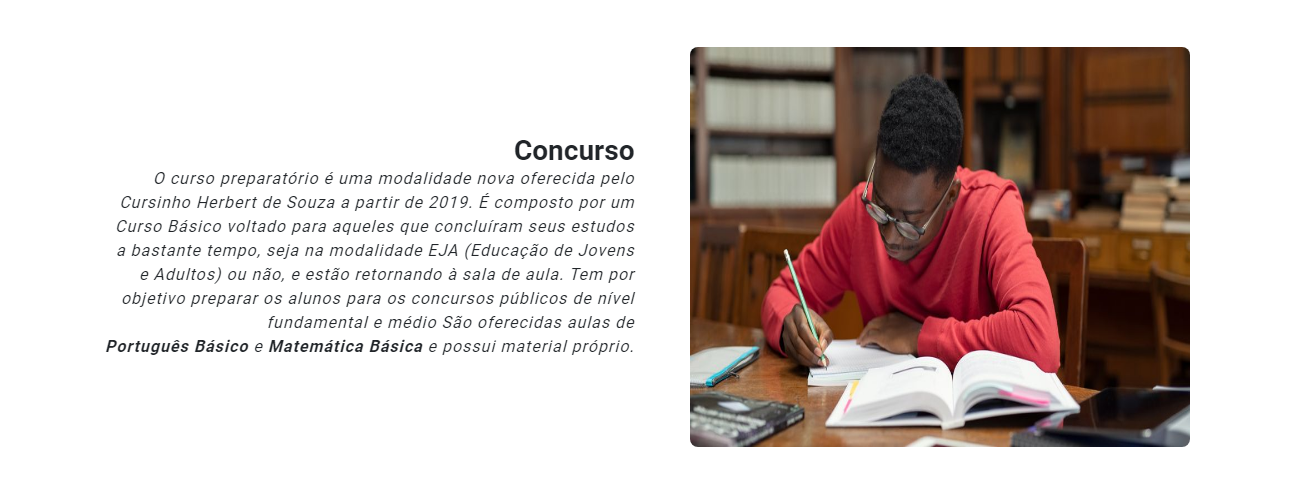 Concurso
O curso preparatório é uma modalidade nova oferecida pelo
Cursinho Herbert de Souza a partir de 2019. É composto por um
Curso Básico voltado para aqueles que concluíram seus estudos
a bastante tempo, seja na modalidade EJA (Educação de Jovens
e Adultos) ou não, e estão retornando à sala de aula. Tem por
objetivo preparar os alunos para os concursos públicos de nível
fundamental e médio São oferecidas aulas de
Português Básico e Matemática Básica e possui material próprio.